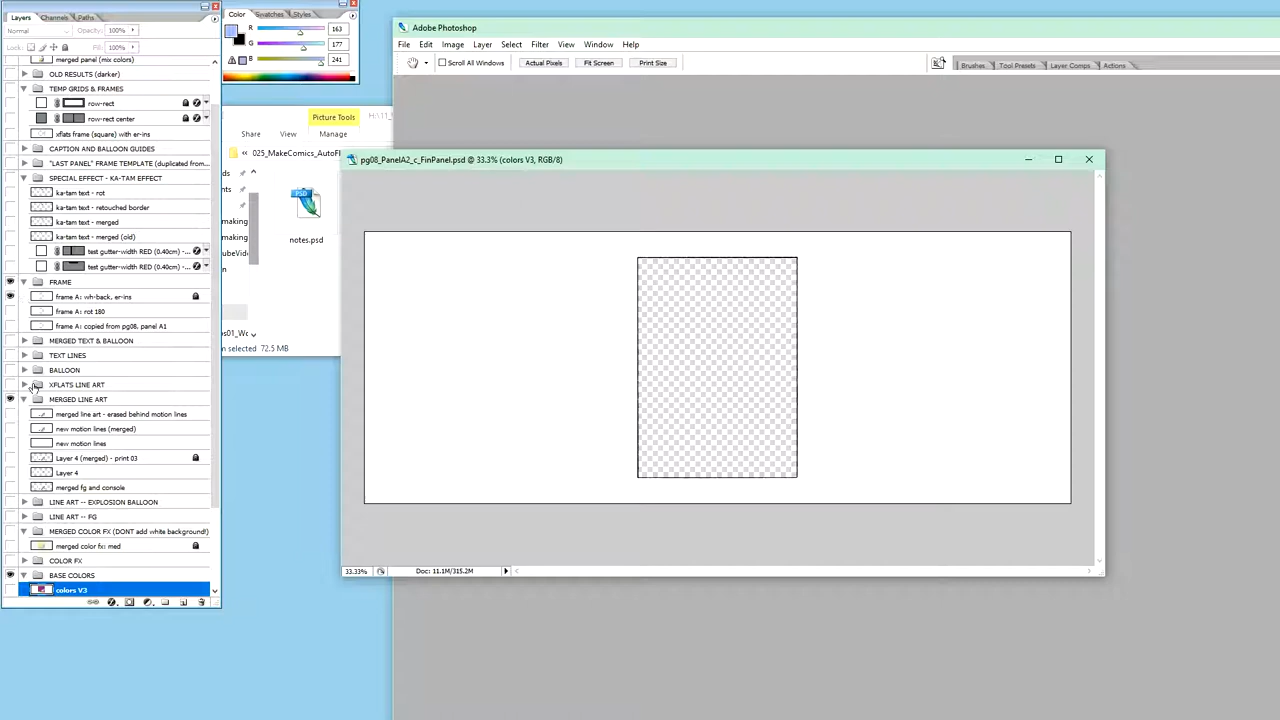 Layers Channels Paths
Normal Opacity: 100%
Lock: Fill: 100%
merged panel (mix colors)
OLD RESULTS (darker)
TEMP GRIDS & FRAMES
row-rect
row-rect center
xflats frame (square) with er-ins
CAPTION AND BALLOON GUIDES
"LAST PANEL" FRAME TEMPLATE (duplicated from...
SPECIAL EFFECT - KA-TAM EFFECT
ka-tam text - rot
ka-tam text - retouched border
ka-tam text - merged
ka-tam text - merged (old)
test gutter-width RED (0.40cm) -...
test gutter-width RED (0.40cm) -...
FRAME
frame A: wh-back, er-ins
frame A: rot 180
frame A: copied from pg08, panel A1
MERGED TEXT & BALLOON
TEXT LINES
BALLOON
XFLATS LINE ART
MERGED LINE ART
merged line art - erased behind motion lines
new motion lines (merged)
new motion lines
Layer 4 (merged) - print 03
Layer 4
merged fg and console
LINE ART -- EXPLOSION BALLOON
LINE ART -- FG
MERGED COLOR FX (DONT add white background!)
merged color fx: med
COLOR FX
BASE COLORS
colors V3
Color Swatches Styles
R 163
G 177
B 241
Picture Tools H:\11_
Share View Manage
« 025_MakeComics_AutoFl
notes.psd
selected 72.5 MB
Adobe Photoshop
File Edit Image Layer Select Filter View Window Help
Scroll All Windows Actual Pixels Fit Screen Print Size
Brushes Tool Presets Layer Comps Actions
pg08_PanelA2_c_FinPanel.psd @ 33.3% (colors V3, RGB/8)
33.33% Doc: 11.1M/315.2M